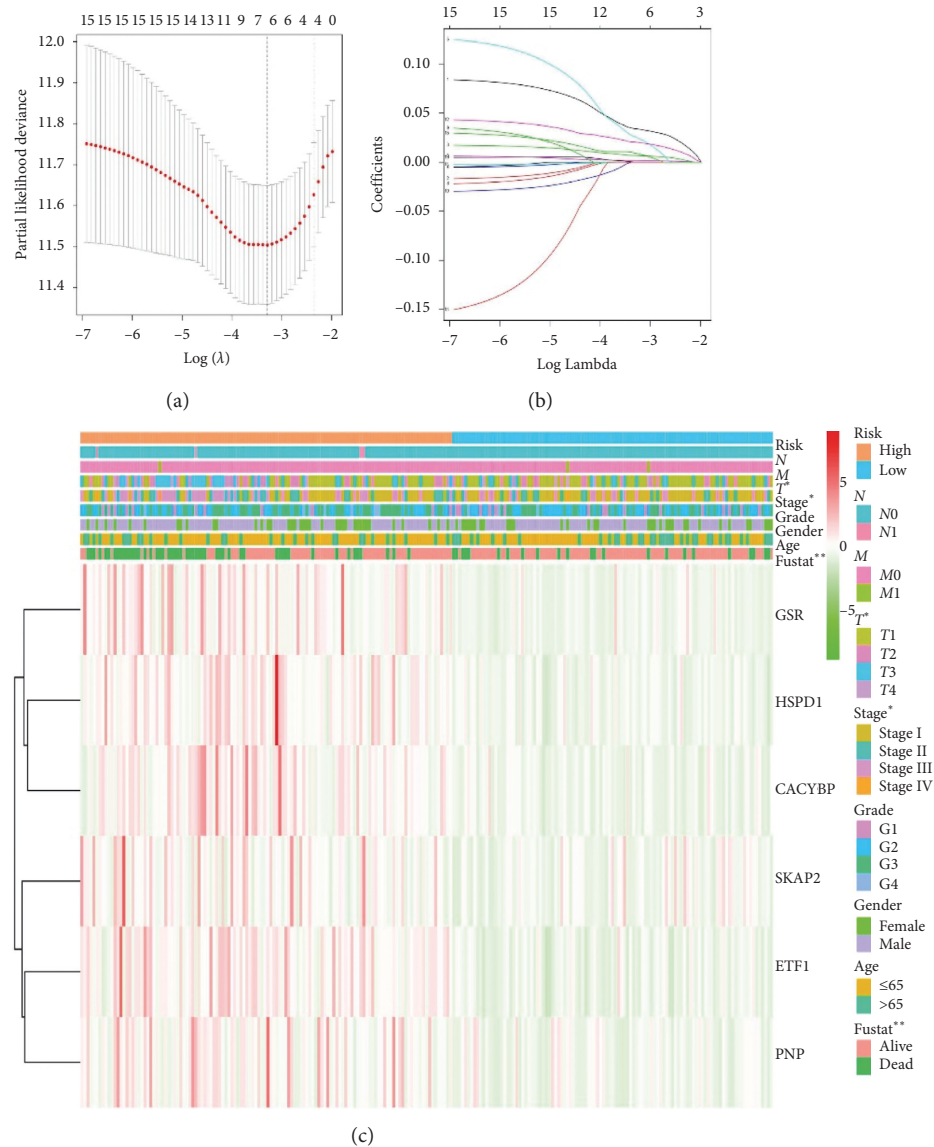 15 15 15 15 15 15 14 13 11 9 7 6 6 4 4 0
12.0
11.9
11.8
11.7
11.6
11.5
11.4
Partial likelihood deviance
−7 −6 −5 −4 −3 −2
Log (λ)
(a)
15 15 14 12 6 3
0.10
0.05
0.00
−0.05
−0.10
−0.15
Coefficients
−7 −6 −5 −4 −3 −2
Log Lambda
(b)
Risk
N
M
T*
Stage*
Grade
Gender
Age
Fustat**
GSR
HSPD1
CACYBP
SKAP2
ETF1
PNP
5
0
−5
Risk
High
Low
N
N0
N1
M
M0
M1
T*
T1
T2
T3
T4
Stage*
Stage I
Stage II
Stage III
Stage IV
Grade
G1
G2
G3
G4
Gender
Female
Male
Age
≤65
>65
Fustat**
Alive
Dead
(c)